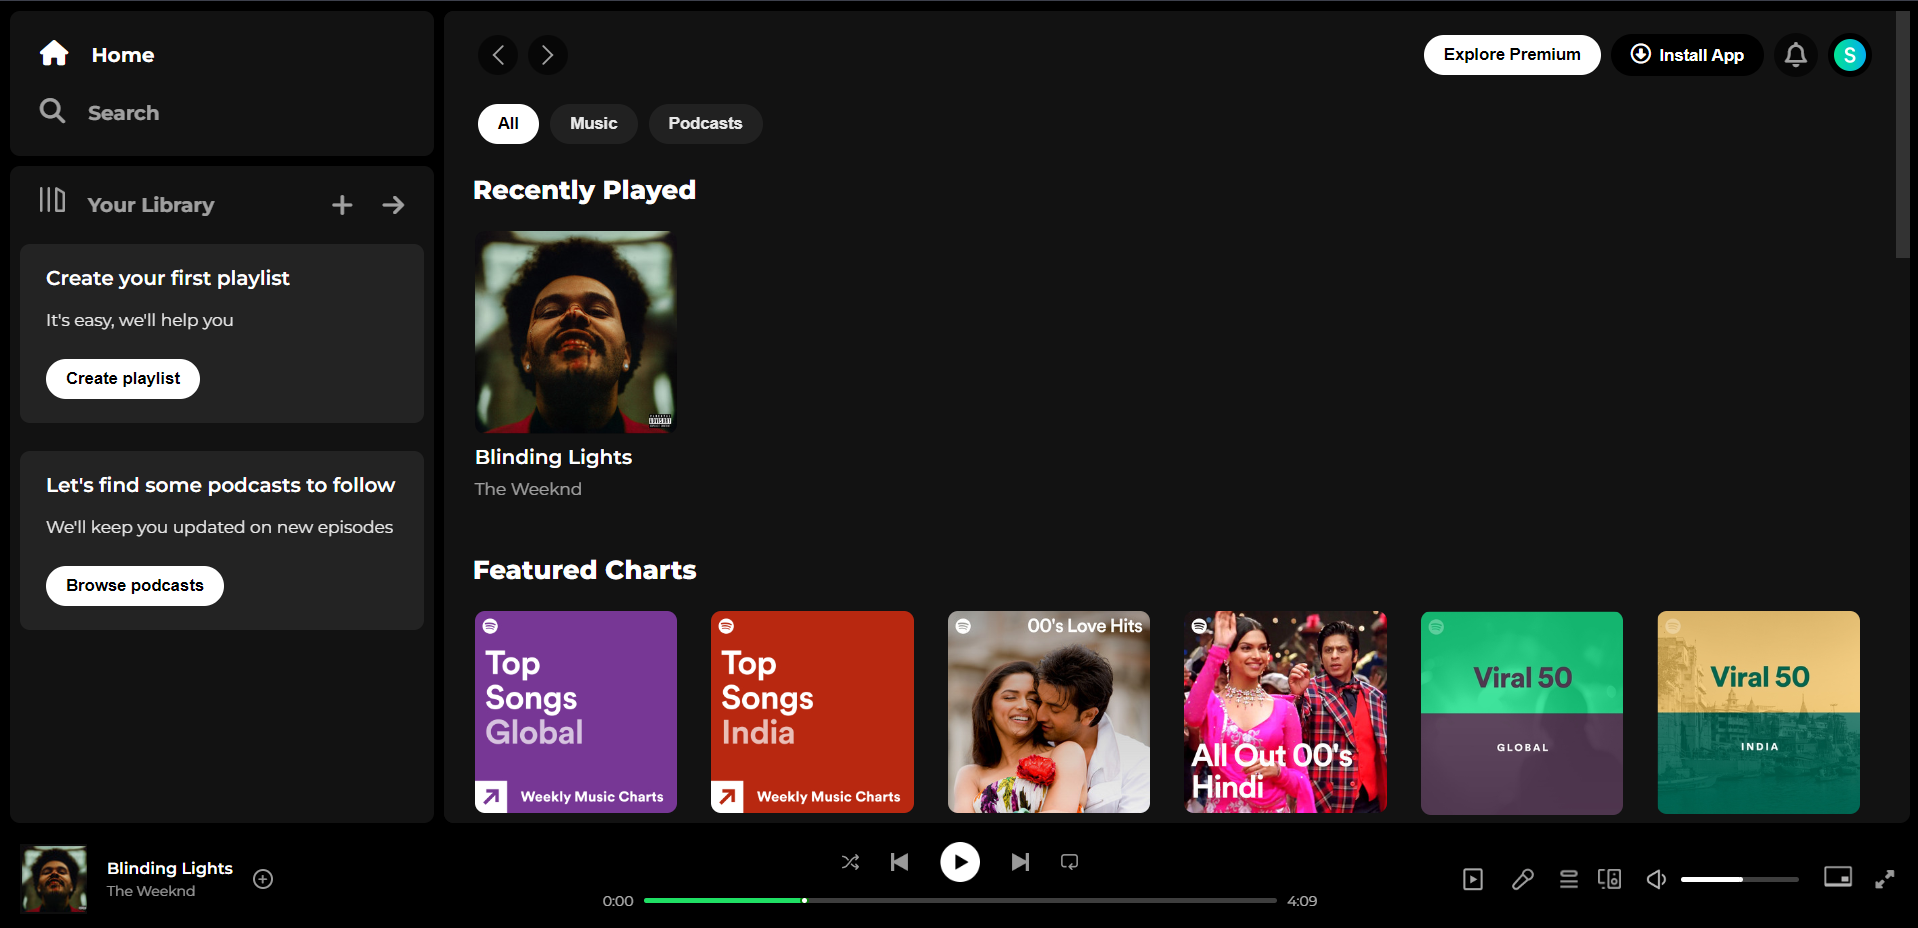 Home
Search
Your Library
Create your first playlist
It's easy, we'll help you
Create playlist
Let's find some podcasts to follow
We'll keep you updated on new episodes
Browse podcasts
Explore Premium
Install App
S
All
Music
Podcasts
Recently Played
Blinding Lights
The Weeknd
Featured Charts
Top
Songs
Global
Weekly Music Charts
Top
Songs
India
Weekly Music Charts
00's Love Hits
All Out 00's
Hindi
Viral 50
GLOBAL
Viral 50
INDIA
Blinding Lights
The Weeknd
0:00
4:09